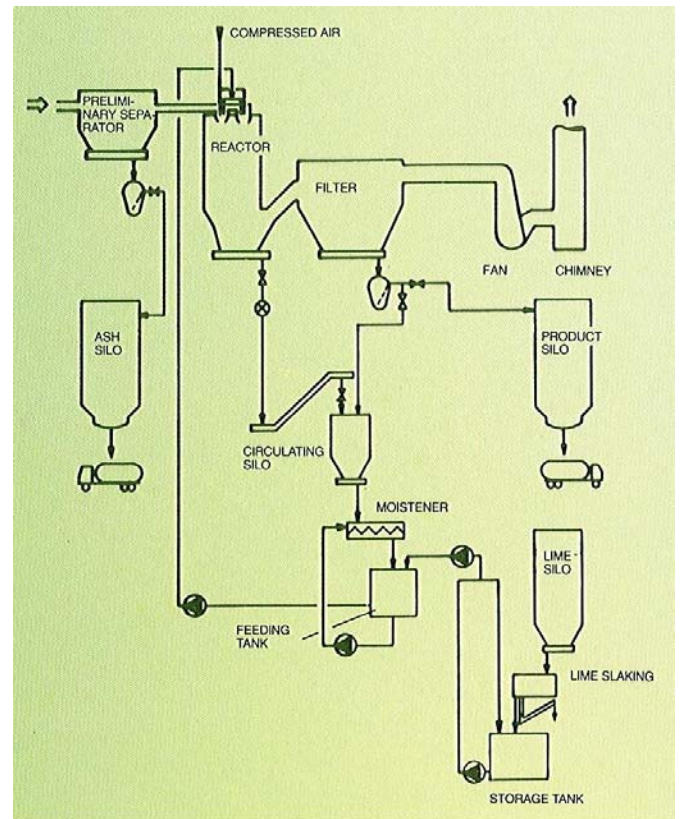 COMPRESSED AIR
PRELIMI-
NARY SEPA-
RATOR
REACTOR
FILTER
FAN
CHIMNEY
ASH
SILO
PRODUCT
SILO
CIRCULATING
SILO
MOISTENER
LIME-
SILO
FEEDING
TANK
LIME SLAKING
STORAGE TANK